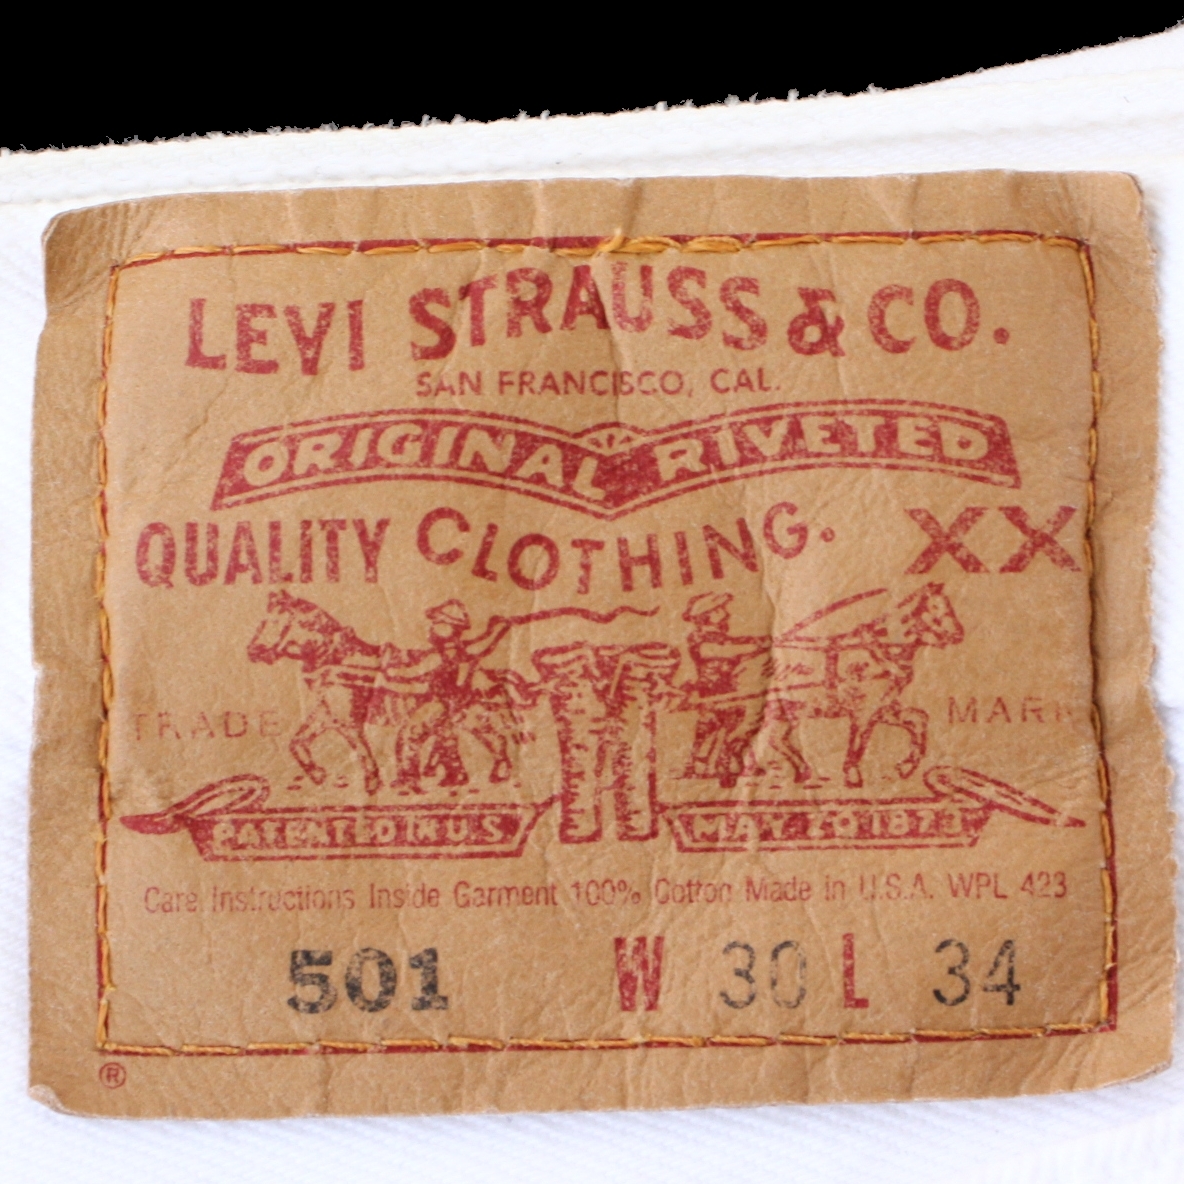 LEVI STRAUSS & CO.
SAN FRANCISCO, CAL.
ORIGINAL RIVETED
QUALITY CLOTHING. XX
TRADE MARK
PATENTED IN U.S. MAY 20 1873
Care Instructions Inside Garment 100% Cotton Made in U.S.A. WPL 423
501 W 30 L 34
®